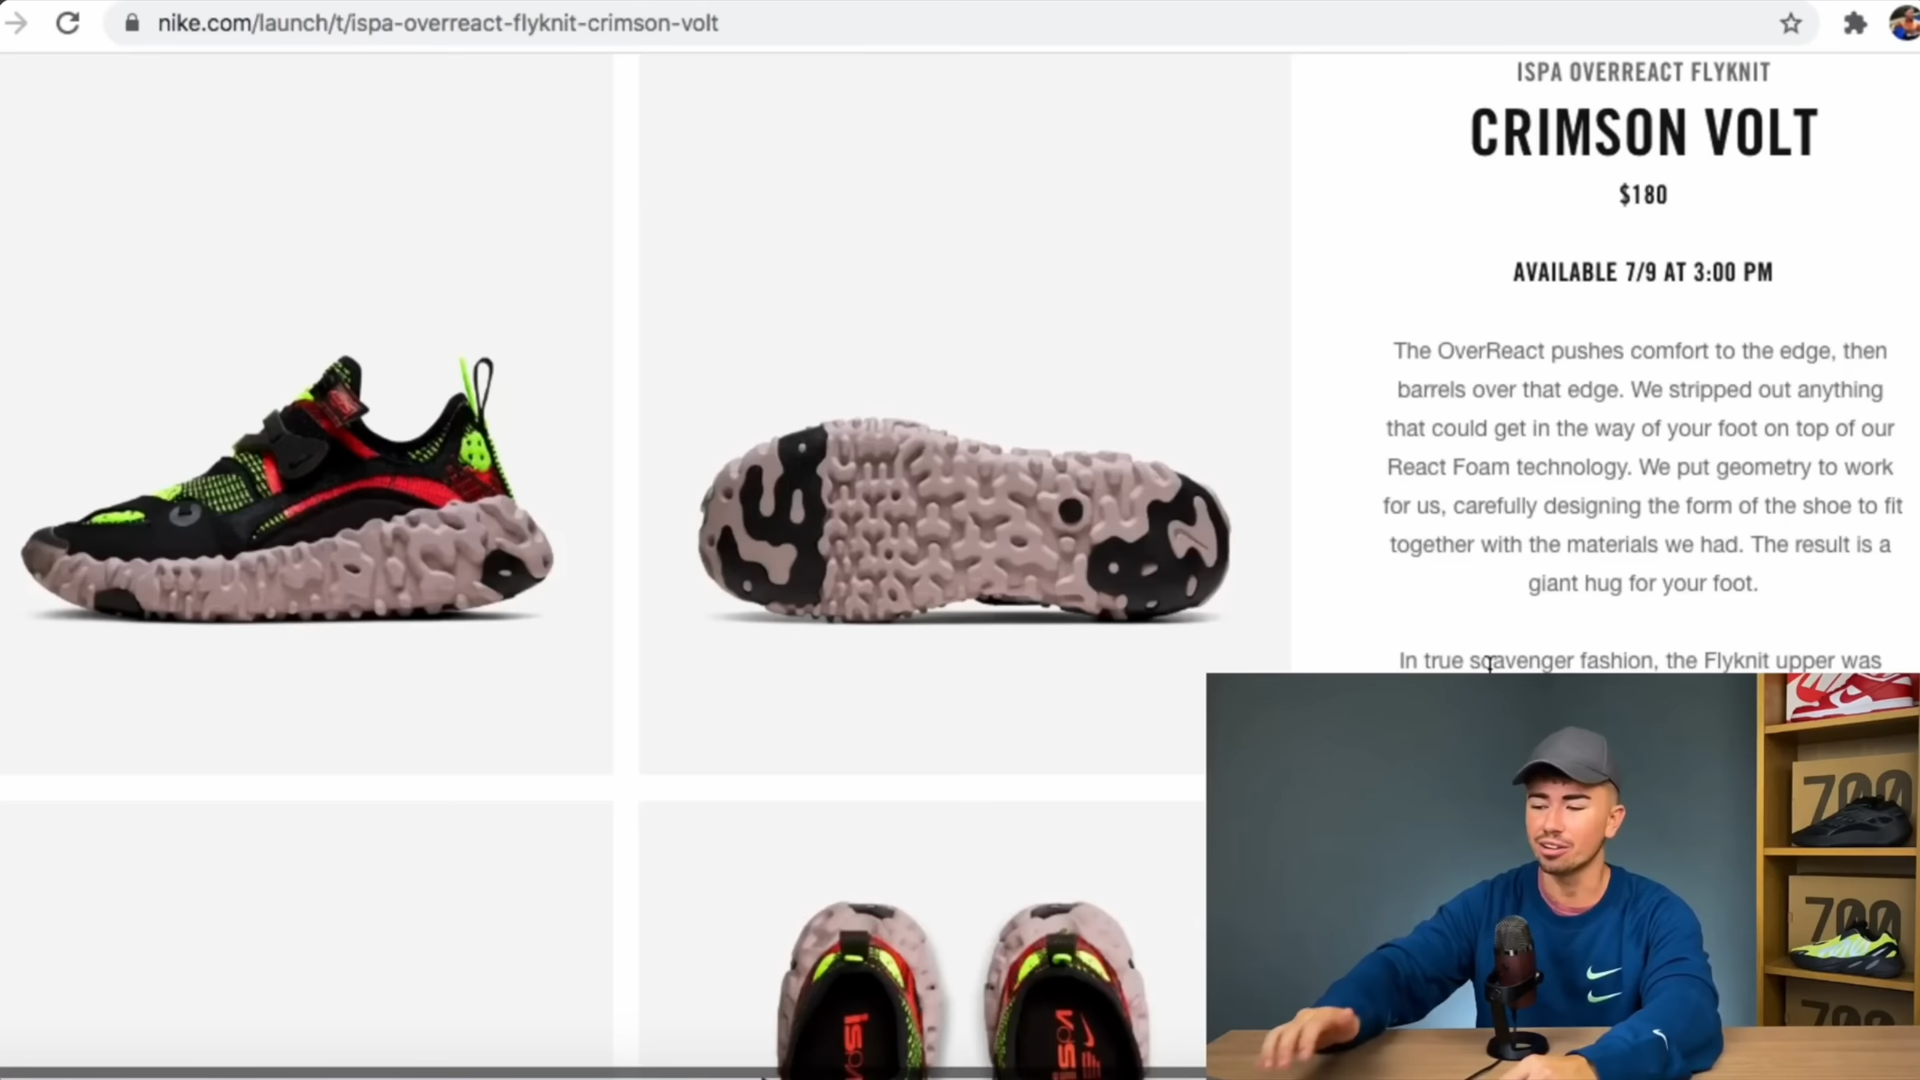 nike.com/launch/t/ispa-overreact-flyknit-crimson-volt
ISPA OVERREACT FLYKNIT
CRIMSON VOLT
$180
AVAILABLE 7/9 AT 3:00 PM
The OverReact pushes comfort to the edge, then
barrels over that edge. We stripped out anything
that could get in the way of your foot on top of our
React Foam technology. We put geometry to work
for us, carefully designing the form of the shoe to fit
together with the materials we had. The result is a
giant hug for your foot.
In true scavenger fashion, the Flyknit upper was
700
700